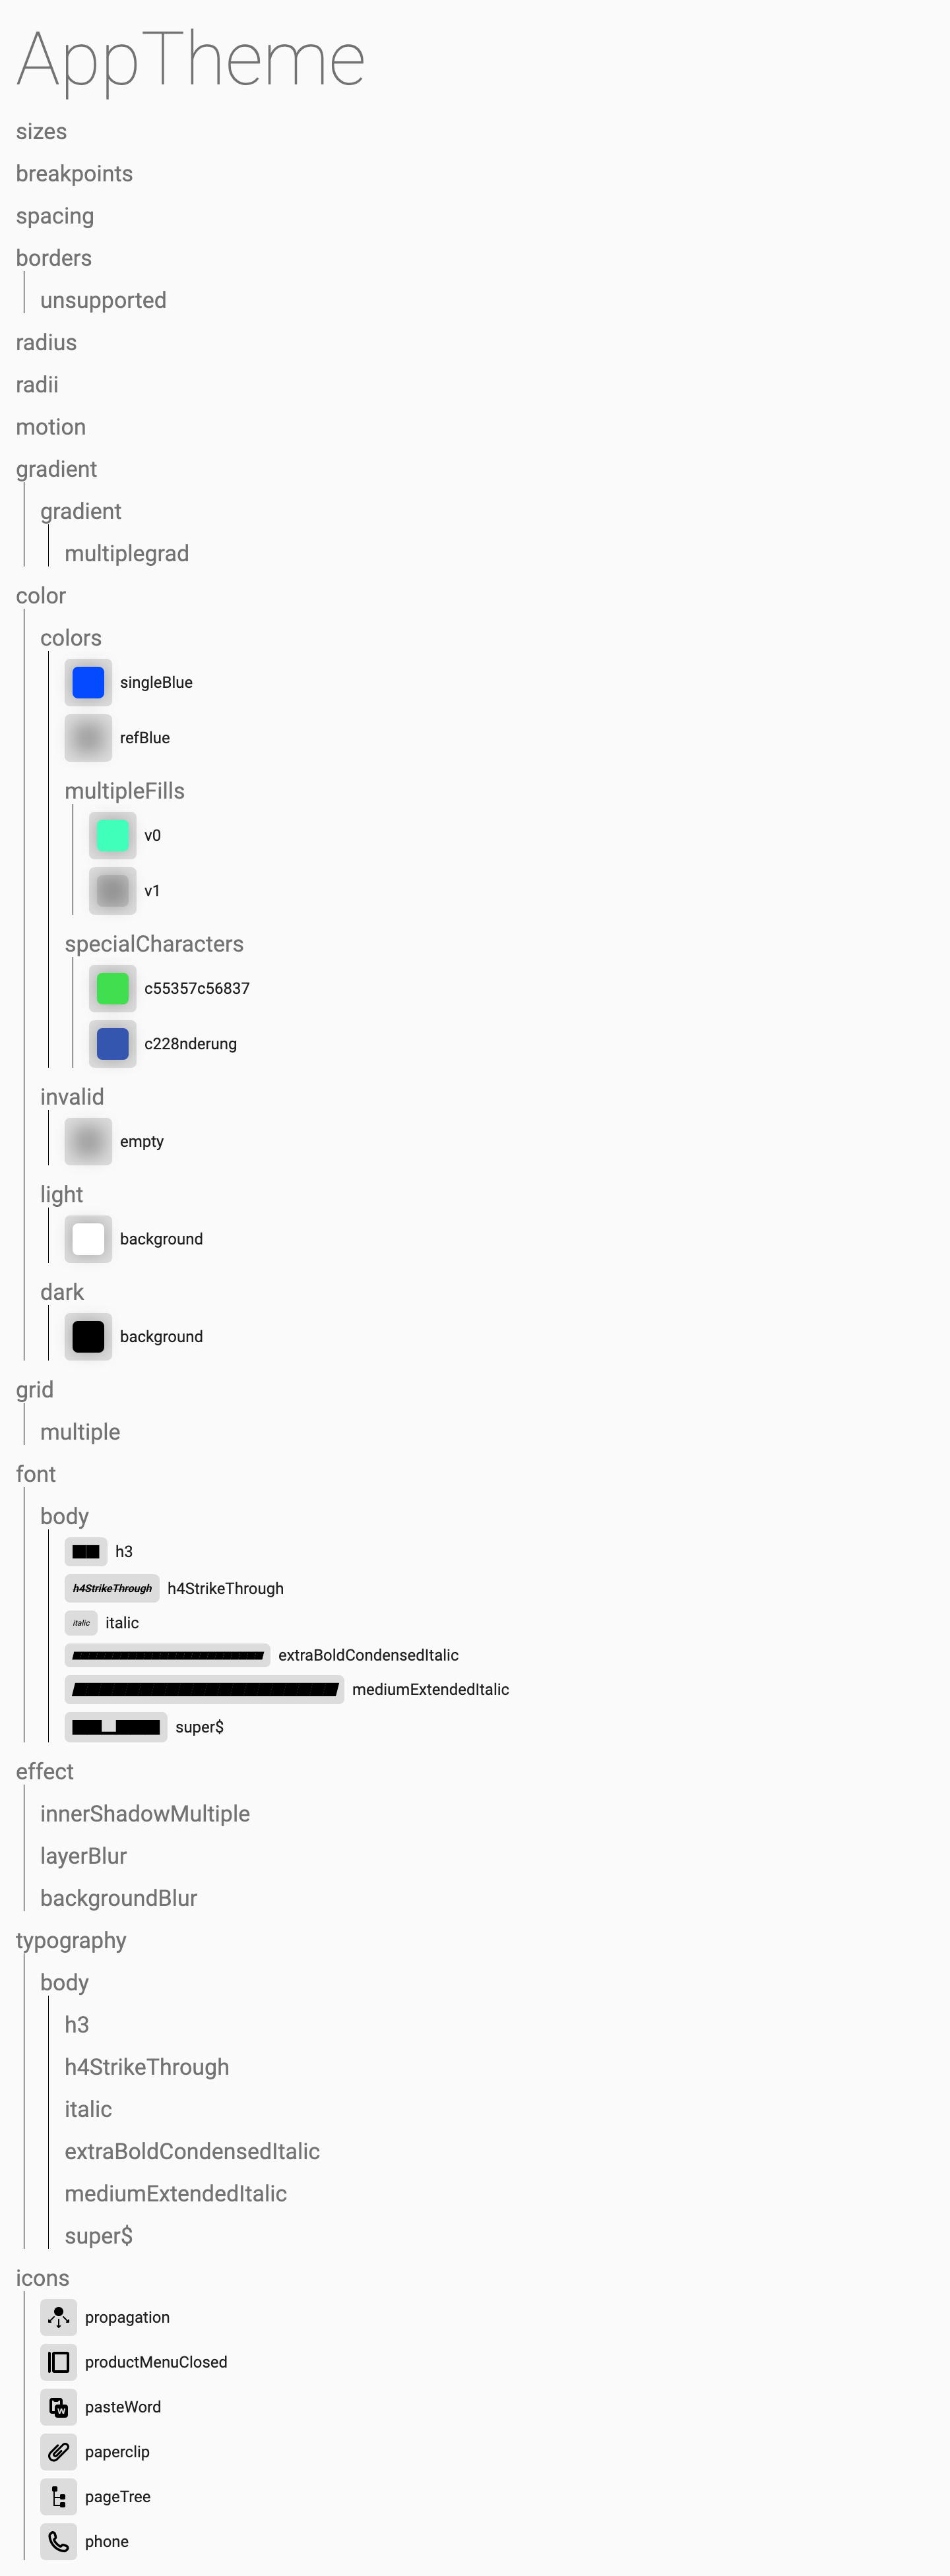 AppTheme
sizes
breakpoints
spacing
borders
unsupported
radius
radii
motion
gradient
gradient
multiplegrad
color
colors
singleBlue
refBlue
multipleFills
v0
v1
specialCharacters
c55357c56837
c228nderung
invalid
empty
light
background
dark
background
grid
multiple
font
body
h3
h4StrikeThrough h4StrikeThrough
italic italic
extraBoldCondensedItalic
mediumExtendedItalic
super$
effect
innerShadowMultiple
layerBlur
backgroundBlur
typography
body
h3
h4StrikeThrough
italic
extraBoldCondensedItalic
mediumExtendedItalic
super$
icons
propagation
productMenuClosed
W pasteWord
paperclip
pageTree
phone